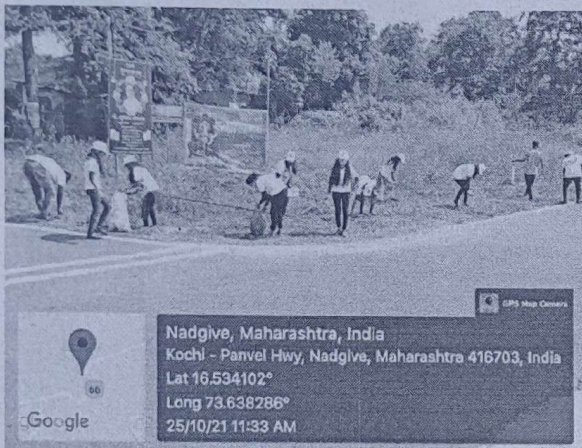 GPS Map Camera
Nadgive, Maharashtra, India
Kochi - Panvel Hwy, Nadgive, Maharashtra 416703, India
Lat 16.534102°
Long 73.638286°
25/10/21 11:33 AM
66
Google